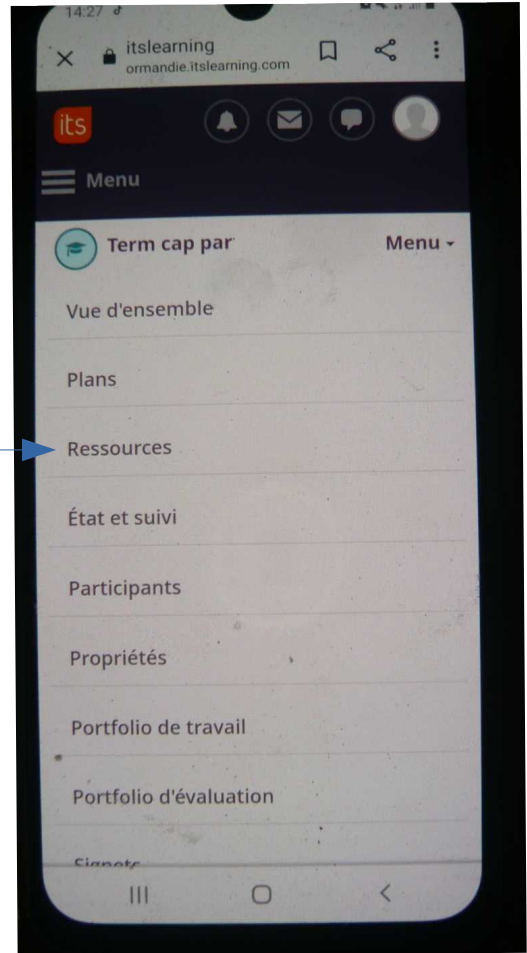 14:27
itslearning
ormandie.itslearning.com
its
Menu
Term cap par Menu
Vue d'ensemble
Plans
Ressources
État et suivi
Participants
Propriétés
Portfolio de travail
Portfolio d'évaluation
Signets